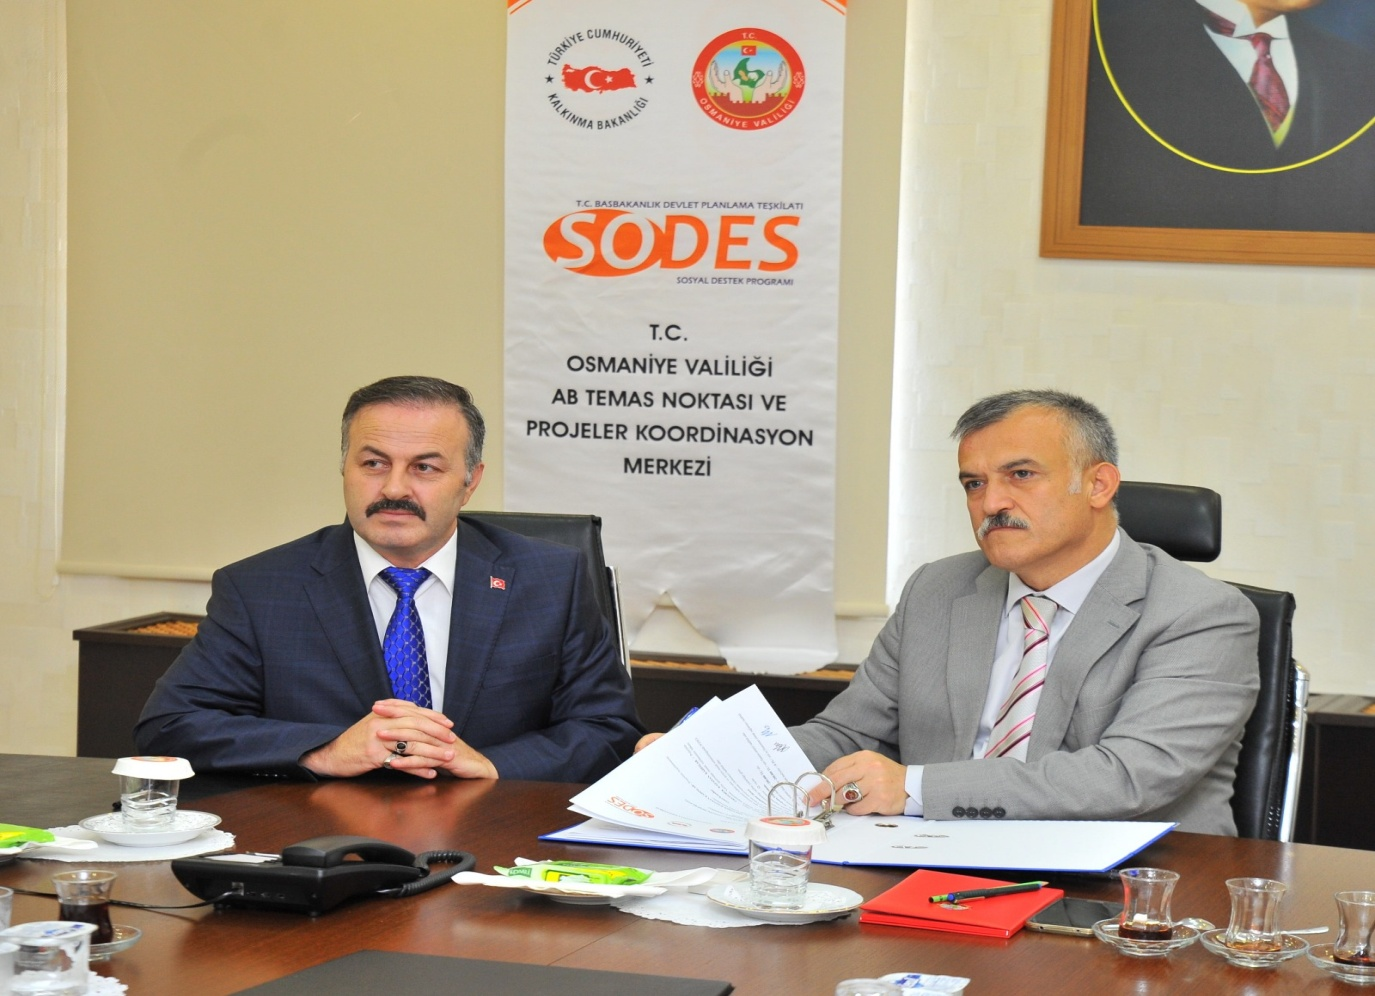 TÜRKİYE CUMHURİYETİ
KALKINMA BAKANLIĞI
T.C.
OSMANİYE VALİLİĞİ
T.C. BASBAKANLIK DEVLET PLANLAMA TEŞKİLATI
SODES
SOSYAL DESTEK PROGRAMI
T.C.
OSMANİYE VALİLİĞİ
AB TEMAS NOKTASI VE
PROJELER KOORDİNASYON
MERKEZİ
SODES